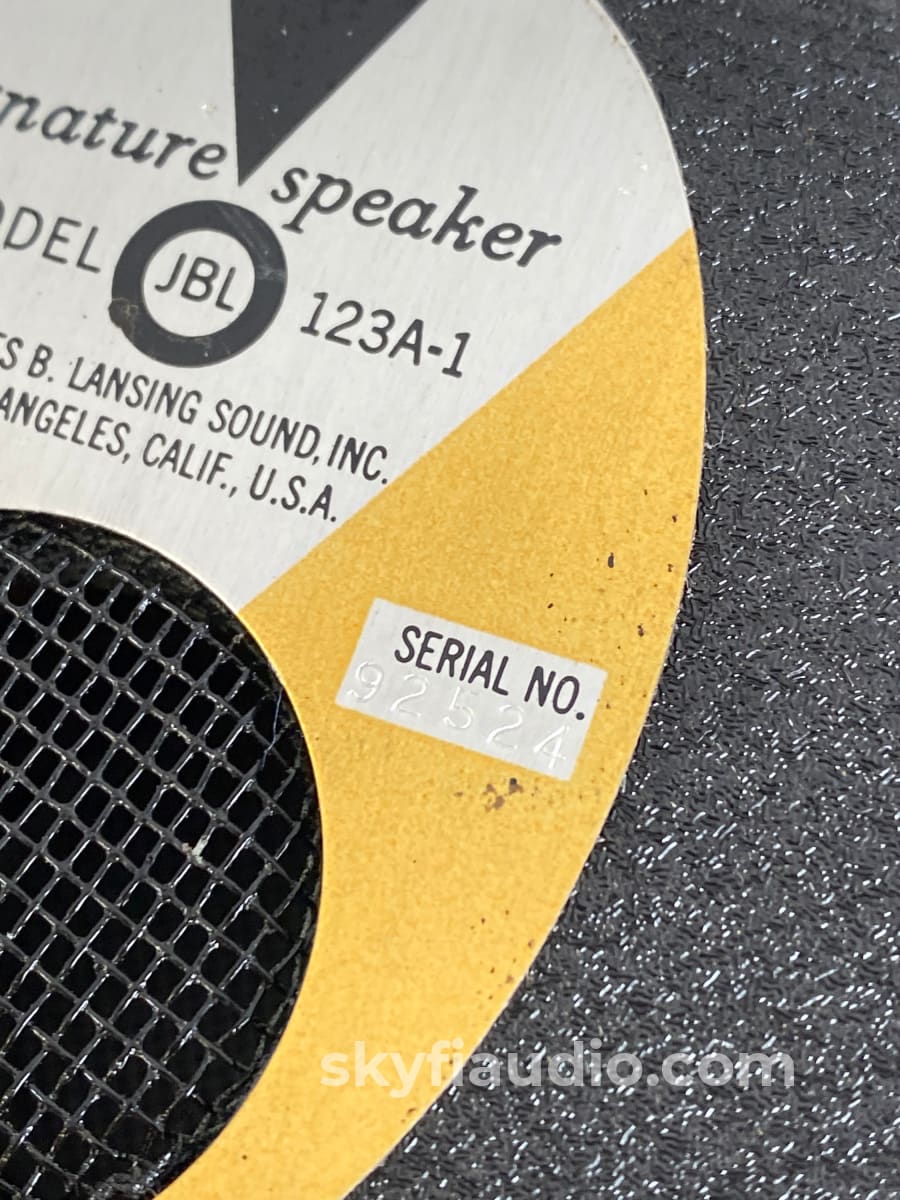 nature speaker
DEL JBL 123A-1
S B. LANSING SOUND, INC.
ANGELES, CALIF., U.S.A.
SERIAL NO.
92524
skyfiaudio.com